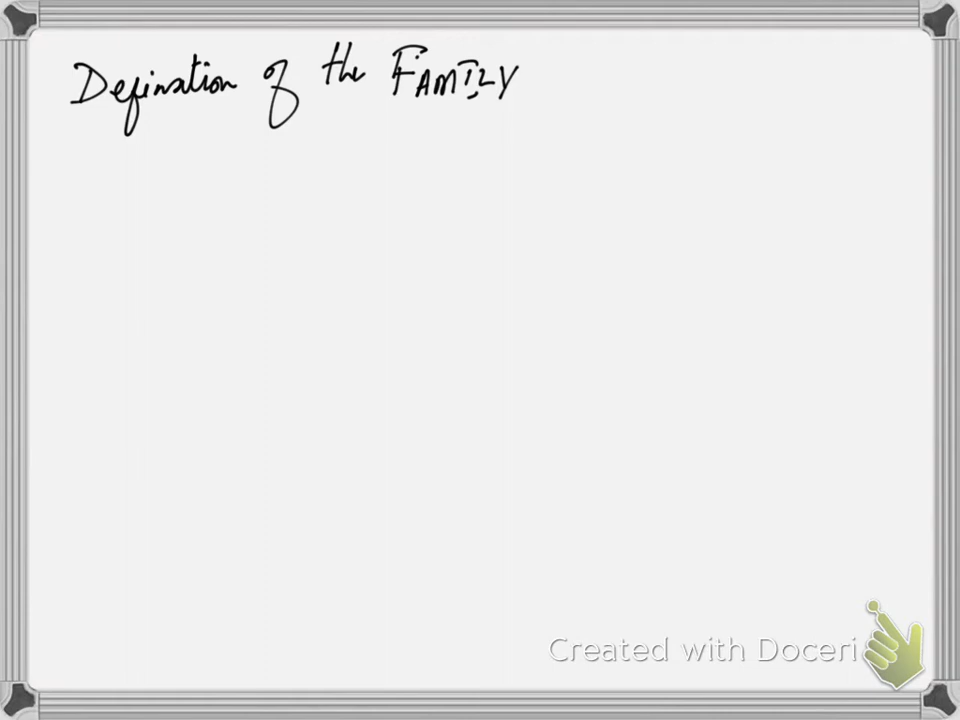 Defination of the FAMILY
Created with Doceri